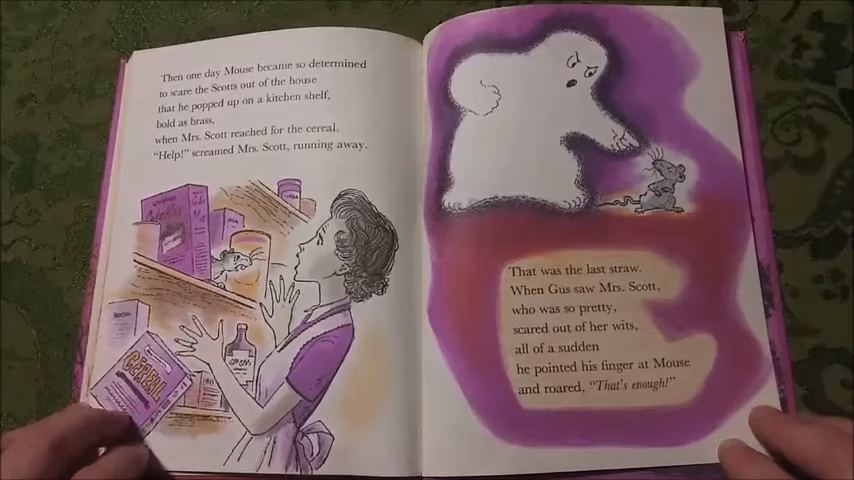 Then one day Mouse became so determined
to scare the Scotts out of the house
that he popped up on a kitchen shelf,
bold as brass,
when Mrs. Scott reached for the cereal.
"Help!" screamed Mrs. Scott, running away.
CEREAL
That was the last straw.
When Gus saw Mrs. Scott,
who was so pretty,
scared out of her wits,
all of a sudden
he pointed his finger at Mouse
and roared, "That's enough!"